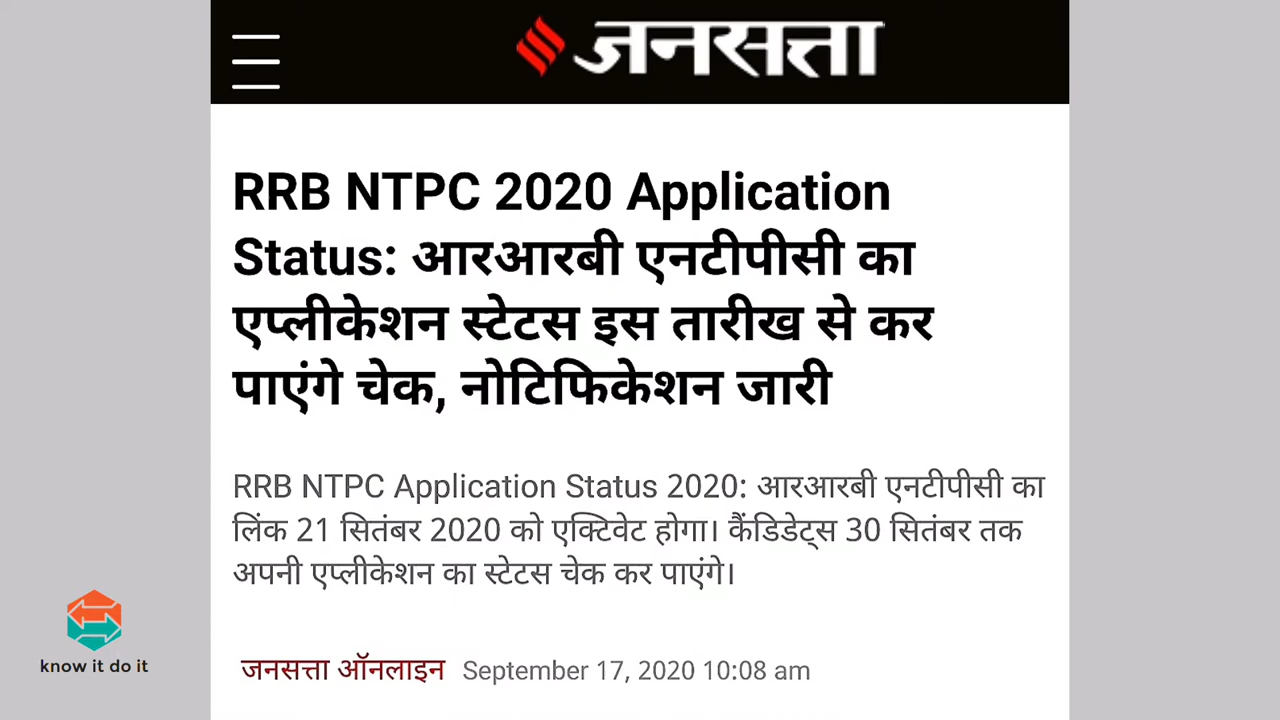 जनसत्ता
RRB NTPC 2020 Application
Status: आरआरबी एनटीपीसी का
एप्लीकेशन स्टेटस इस तारीख से कर
पाएंगे चेक, नोटिफिकेशन जारी
RRB NTPC Application Status 2020: आरआरबी एनटीपीसी का
लिंक 21 सितंबर 2020 को एक्टिवेट होगा। कैंडिडेट्स 30 सितंबर तक
अपनी एप्लीकेशन का स्टेटस चेक कर पाएंगे।
know it do it
जनसत्ता ऑनलाइन September 17, 2020 10:08 am